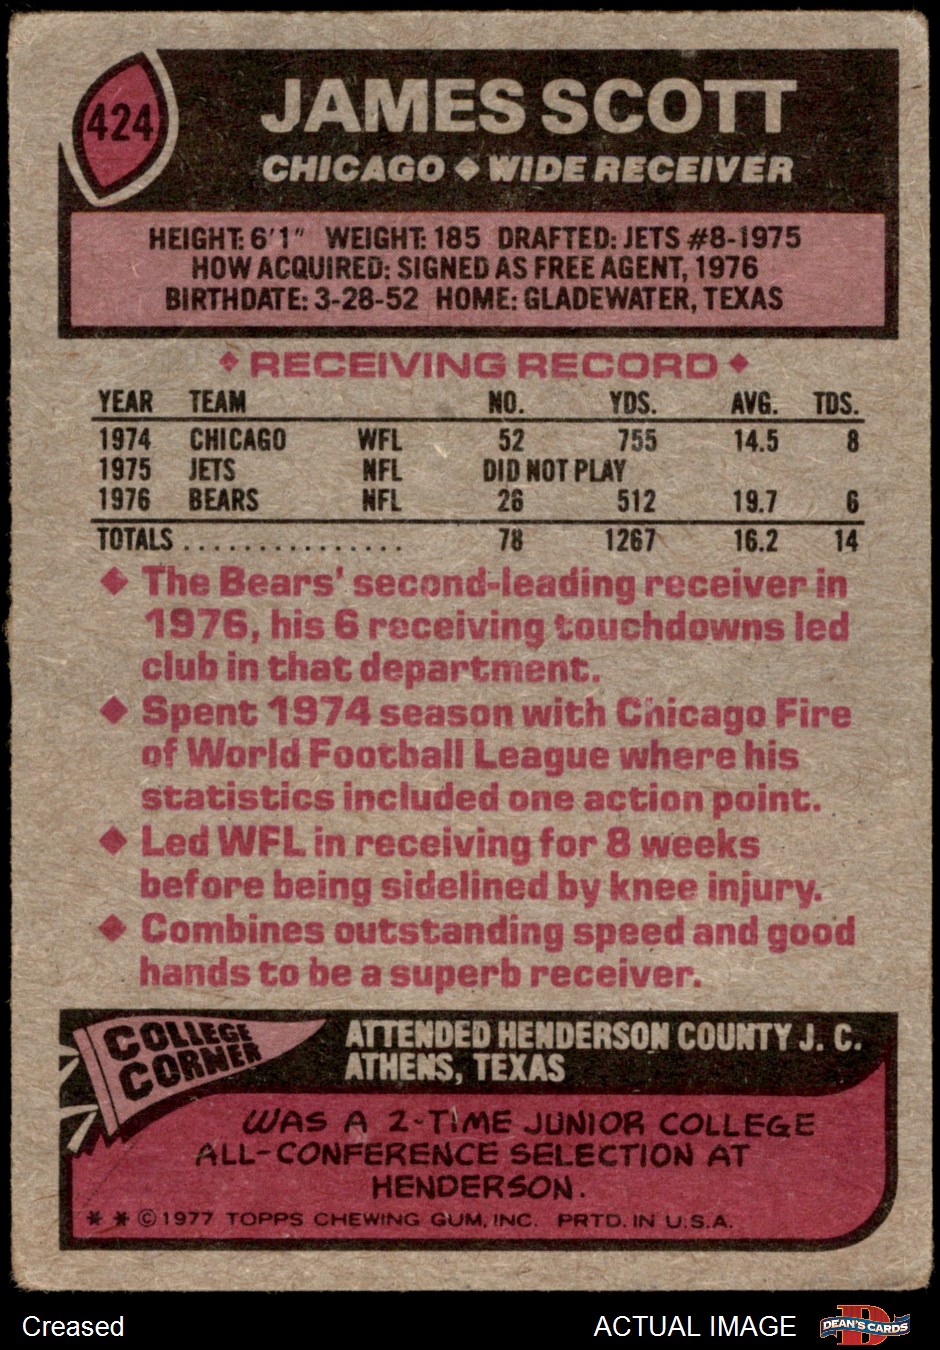 424
JAMES SCOTT
CHICAGO ◆ WIDE RECEIVER
HEIGHT: 6'1" WEIGHT: 185 DRAFTED: JETS #8-1975
HOW ACQUIRED: SIGNED AS FREE AGENT, 1976
BIRTHDATE: 3-28-52 HOME: GLADEWATER, TEXAS
◆ RECEIVING RECORD ◆
YEAR TEAM NO. YDS. AVG. TDS.
1974 CHICAGO WFL 52 755 14.5 8
1975 JETS NFL DID NOT PLAY
1976 BEARS NFL 26 512 19.7 6
TOTALS ............... 78 1267 16.2 14
◆ The Bears' second-leading receiver in
1976, his 6 receiving touchdowns led
club in that department.
◆ Spent 1974 season with Chicago Fire
of World Football League where his
statistics included one action point.
◆ Led WFL in receiving for 8 weeks
before being sidelined by knee injury.
◆ Combines outstanding speed and good
hands to be a superb receiver.
COLLEGE
CORNER
ATTENDED HENDERSON COUNTY J. C.
ATHENS, TEXAS
WAS A 2-TIME JUNIOR COLLEGE
ALL-CONFERENCE SELECTION AT
HENDERSON.
* * © 1977 TOPPS CHEWING GUM, INC. PRTD. IN U.S.A.
Creased
ACTUAL IMAGE
DEAN'S CARDS